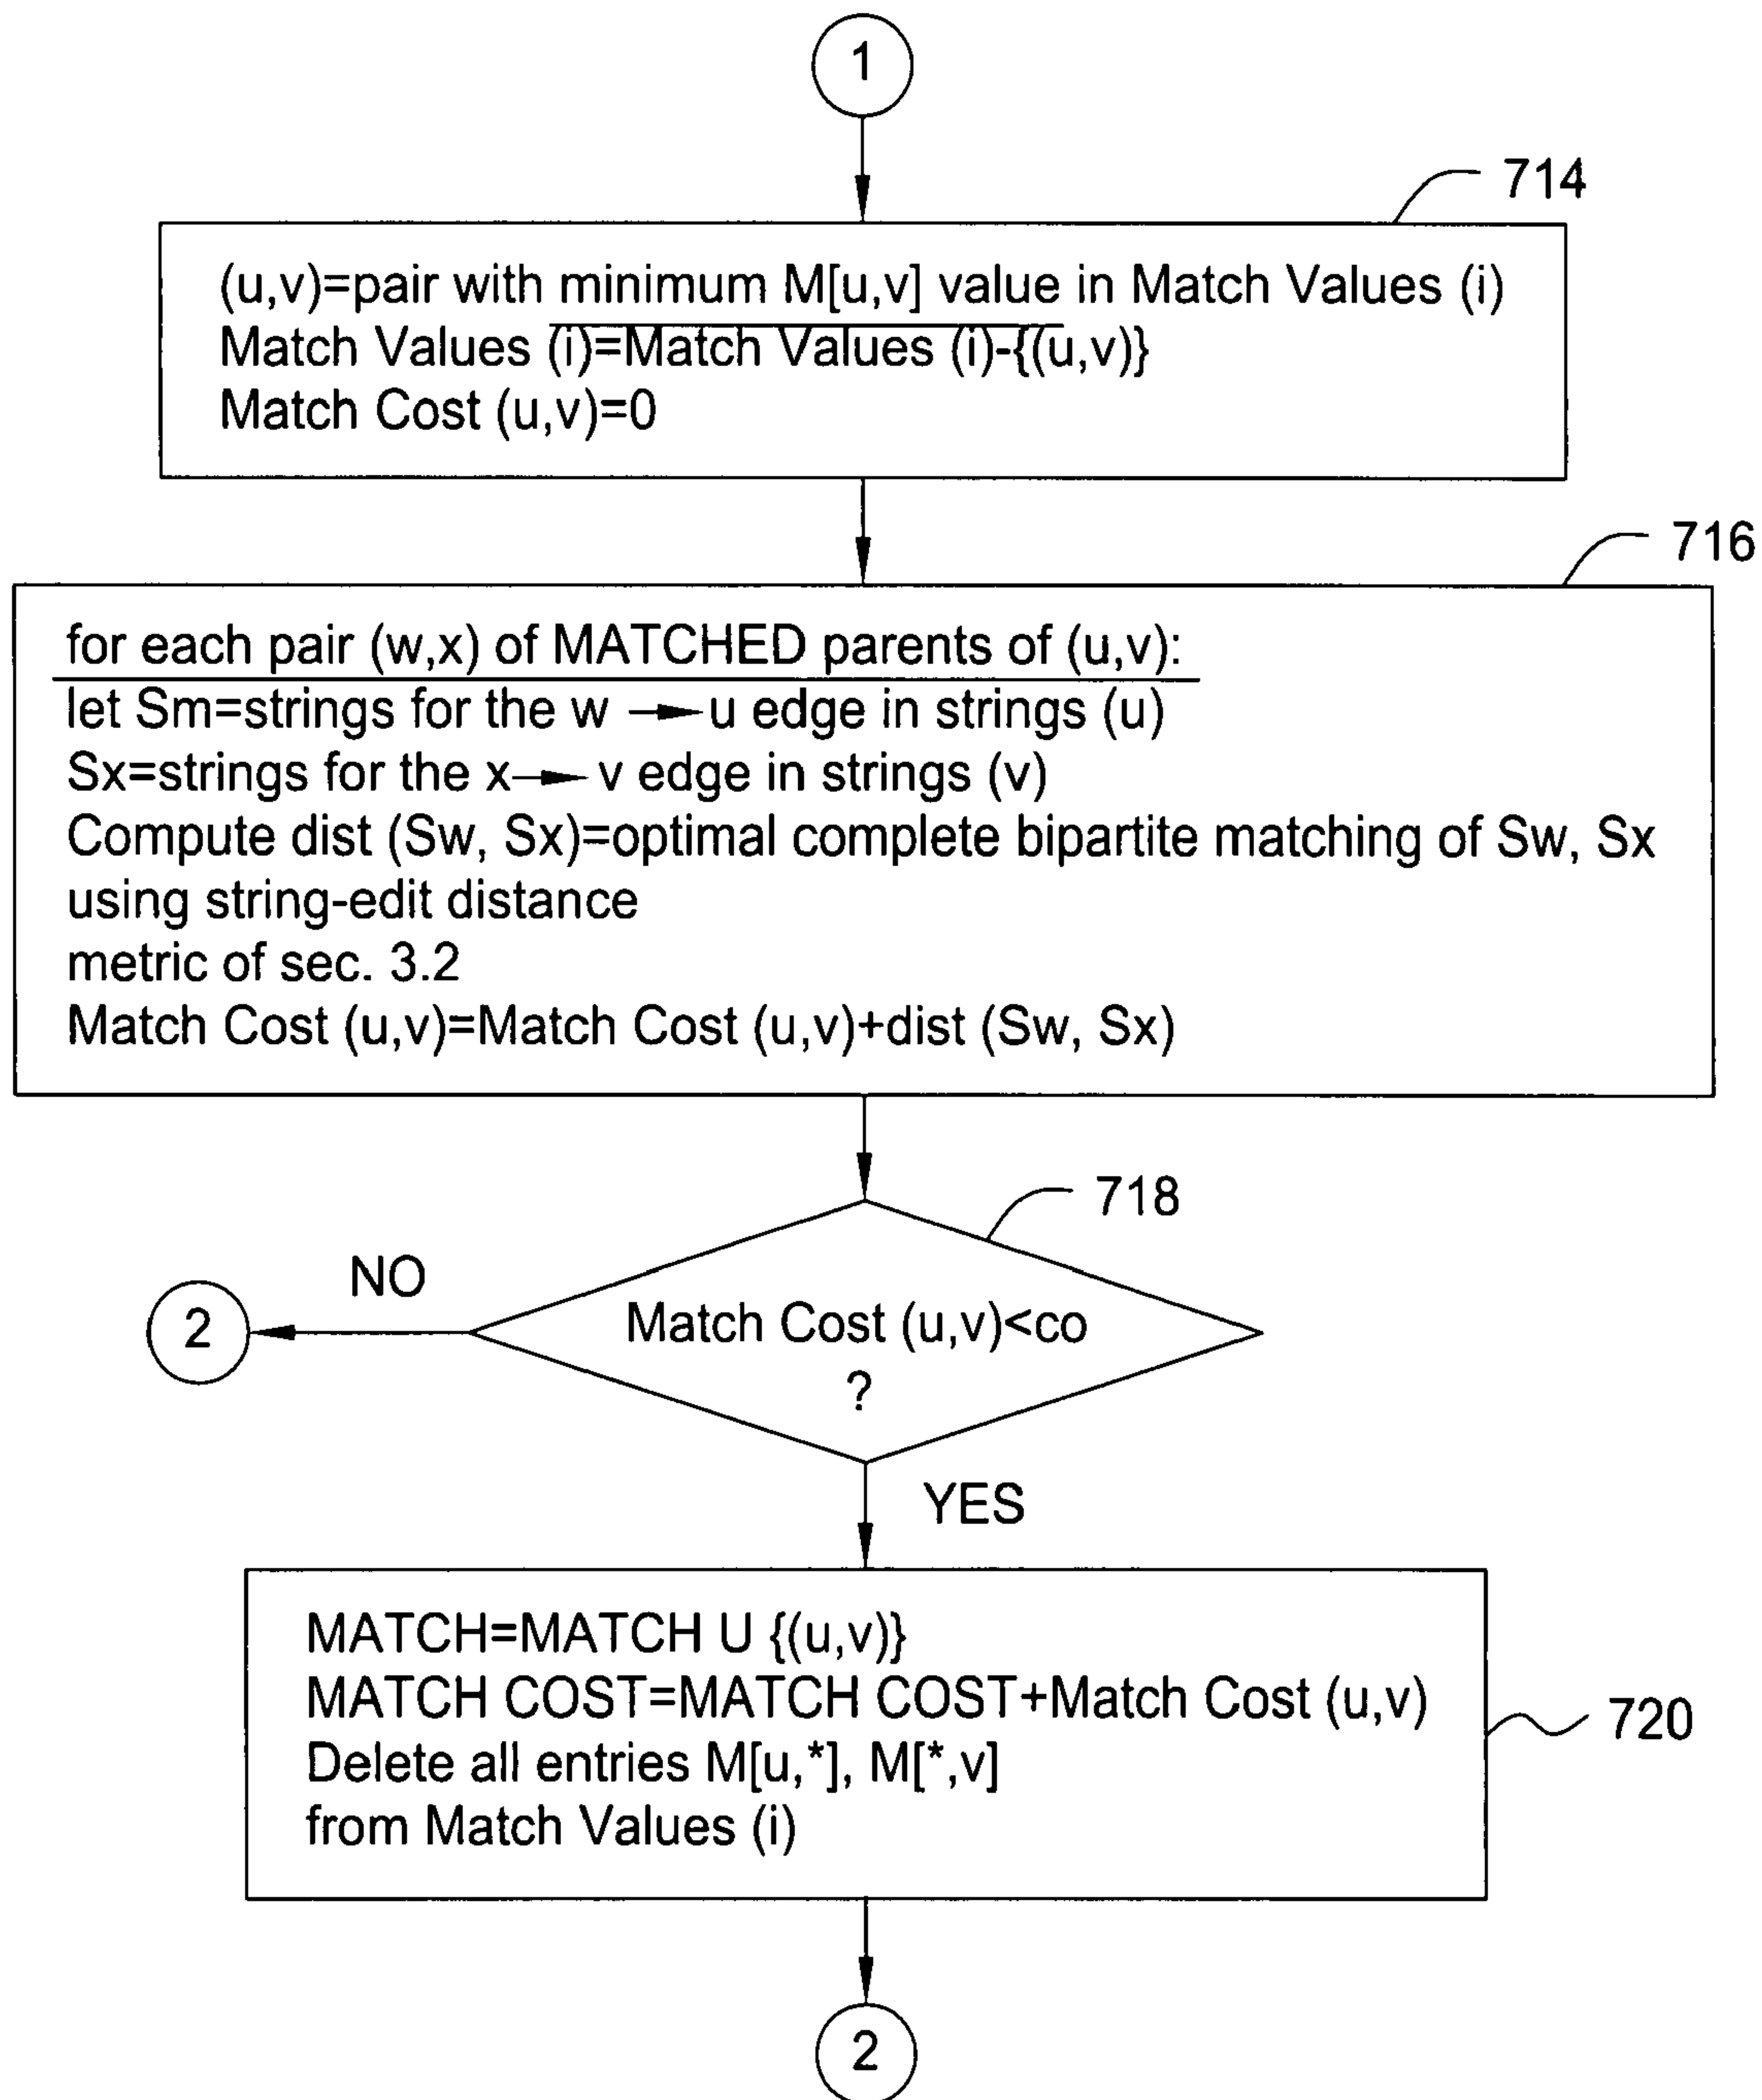 1
714
(u,v)=pair with minimum M[u,v] value in Match Values (i)
Match Values (i)=Match Values (i)-{(u,v)}
Match Cost (u,v)=0
716
for each pair (w,x) of MATCHED parents of (u,v):
let Sm=strings for the w → u edge in strings (u)
Sx=strings for the x → v edge in strings (v)
Compute dist (Sw, Sx)=optimal complete bipartite matching of Sw, Sx
using string-edit distance
metric of sec. 3.2
Match Cost (u,v)=Match Cost (u,v)+dist (Sw, Sx)
718
NO
2
Match Cost (u,v)<co
?
YES
MATCH=MATCH U {(u,v)}
MATCH COST=MATCH COST+Match Cost (u,v)
720
Delete all entries M[u,*], M[*,v]
from Match Values (i)
2